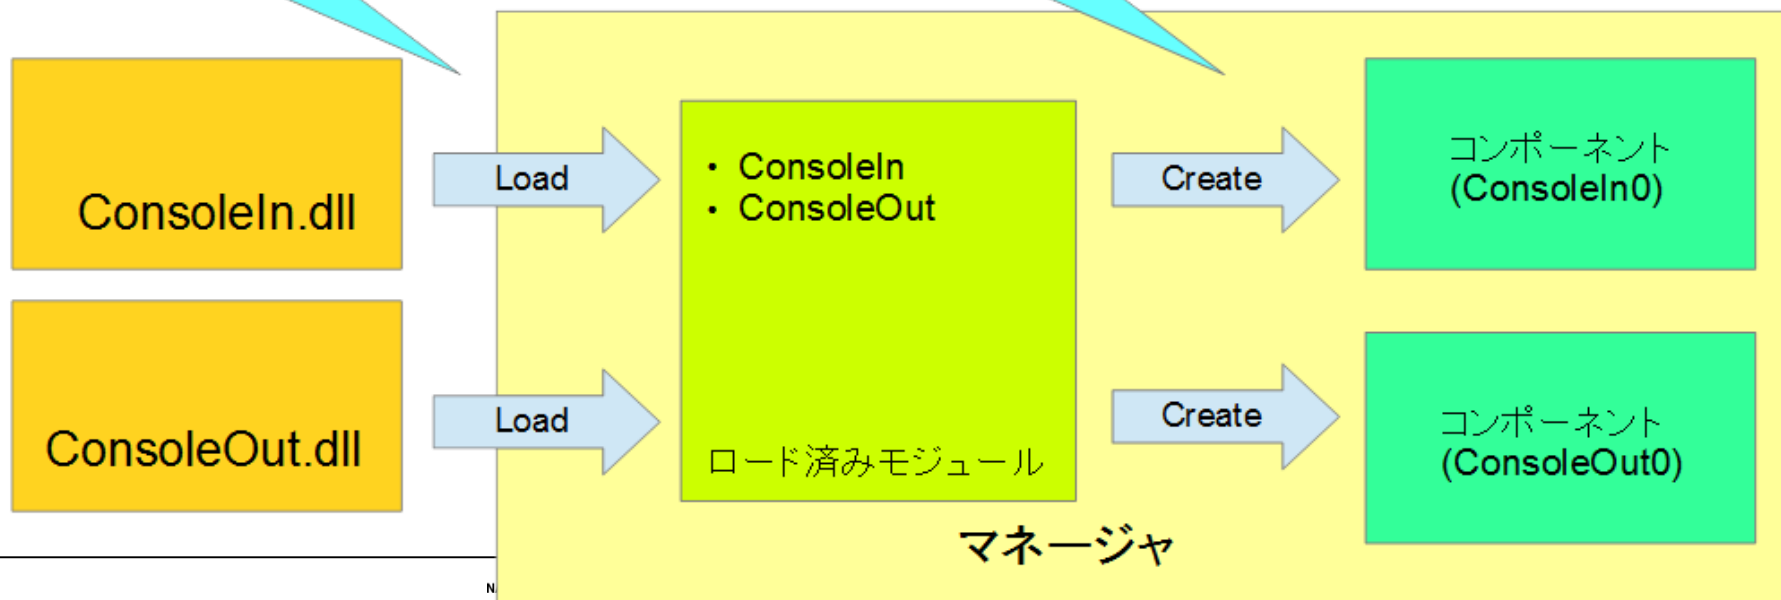 ConsoleIn.dll
Load
・ ConsoleIn
・ ConsoleOut
Create
コンポーネント
(ConsoleIn0)
ConsoleOut.dll
Load
ロード済みモジュール
Create
コンポーネント
(ConsoleOut0)
マネージャ